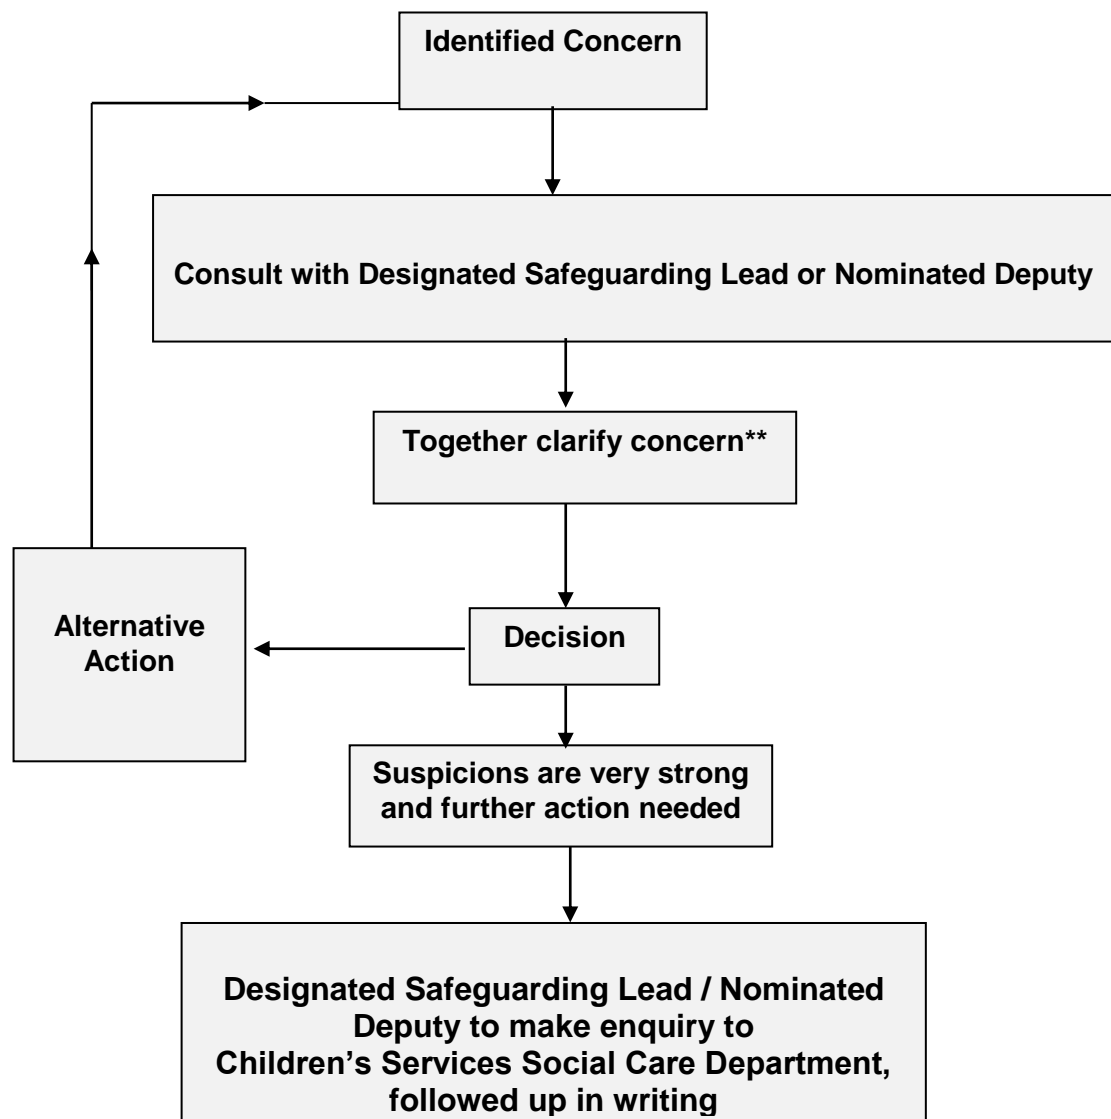 Identified Concern
Consult with Designated Safeguarding Lead or Nominated Deputy
Together clarify concern**
Alternative
Action
Decision
Suspicions are very strong
and further action needed
Designated Safeguarding Lead / Nominated
Deputy to make enquiry to
Children’s Services Social Care Department,
followed up in writing